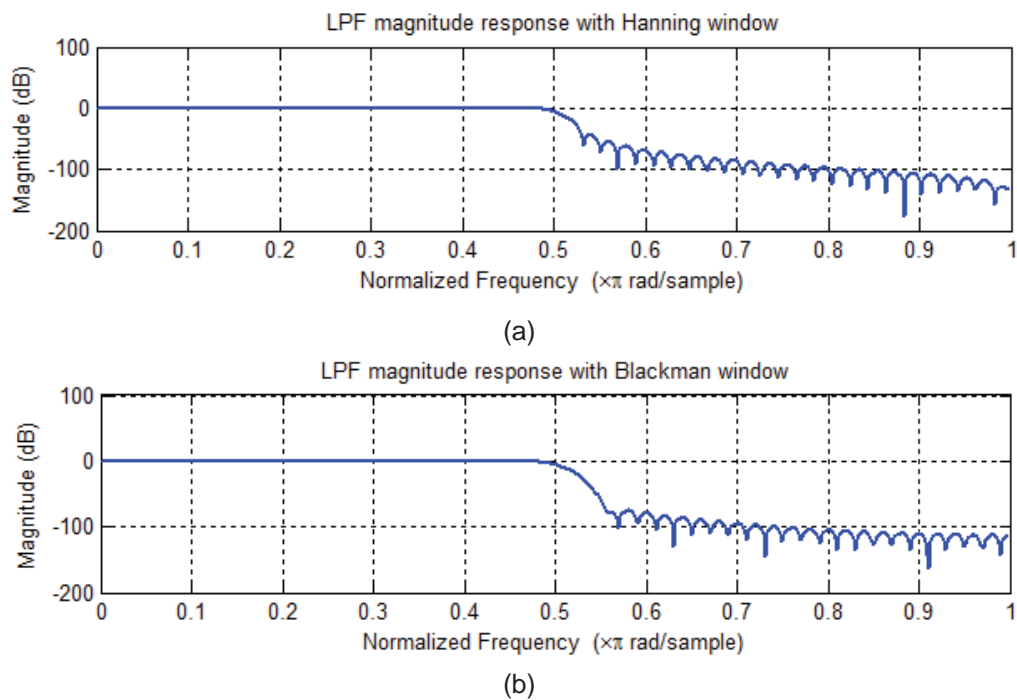 LPF magnitude response with Hanning window
Magnitude (dB)
100
0
-100
-200
0 0.1 0.2 0.3 0.4 0.5 0.6 0.7 0.8 0.9 1
Normalized Frequency (×π rad/sample)
(a)
LPF magnitude response with Blackman window
Magnitude (dB)
100
0
-100
-200
0 0.1 0.2 0.3 0.4 0.5 0.6 0.7 0.8 0.9 1
Normalized Frequency (×π rad/sample)
(b)